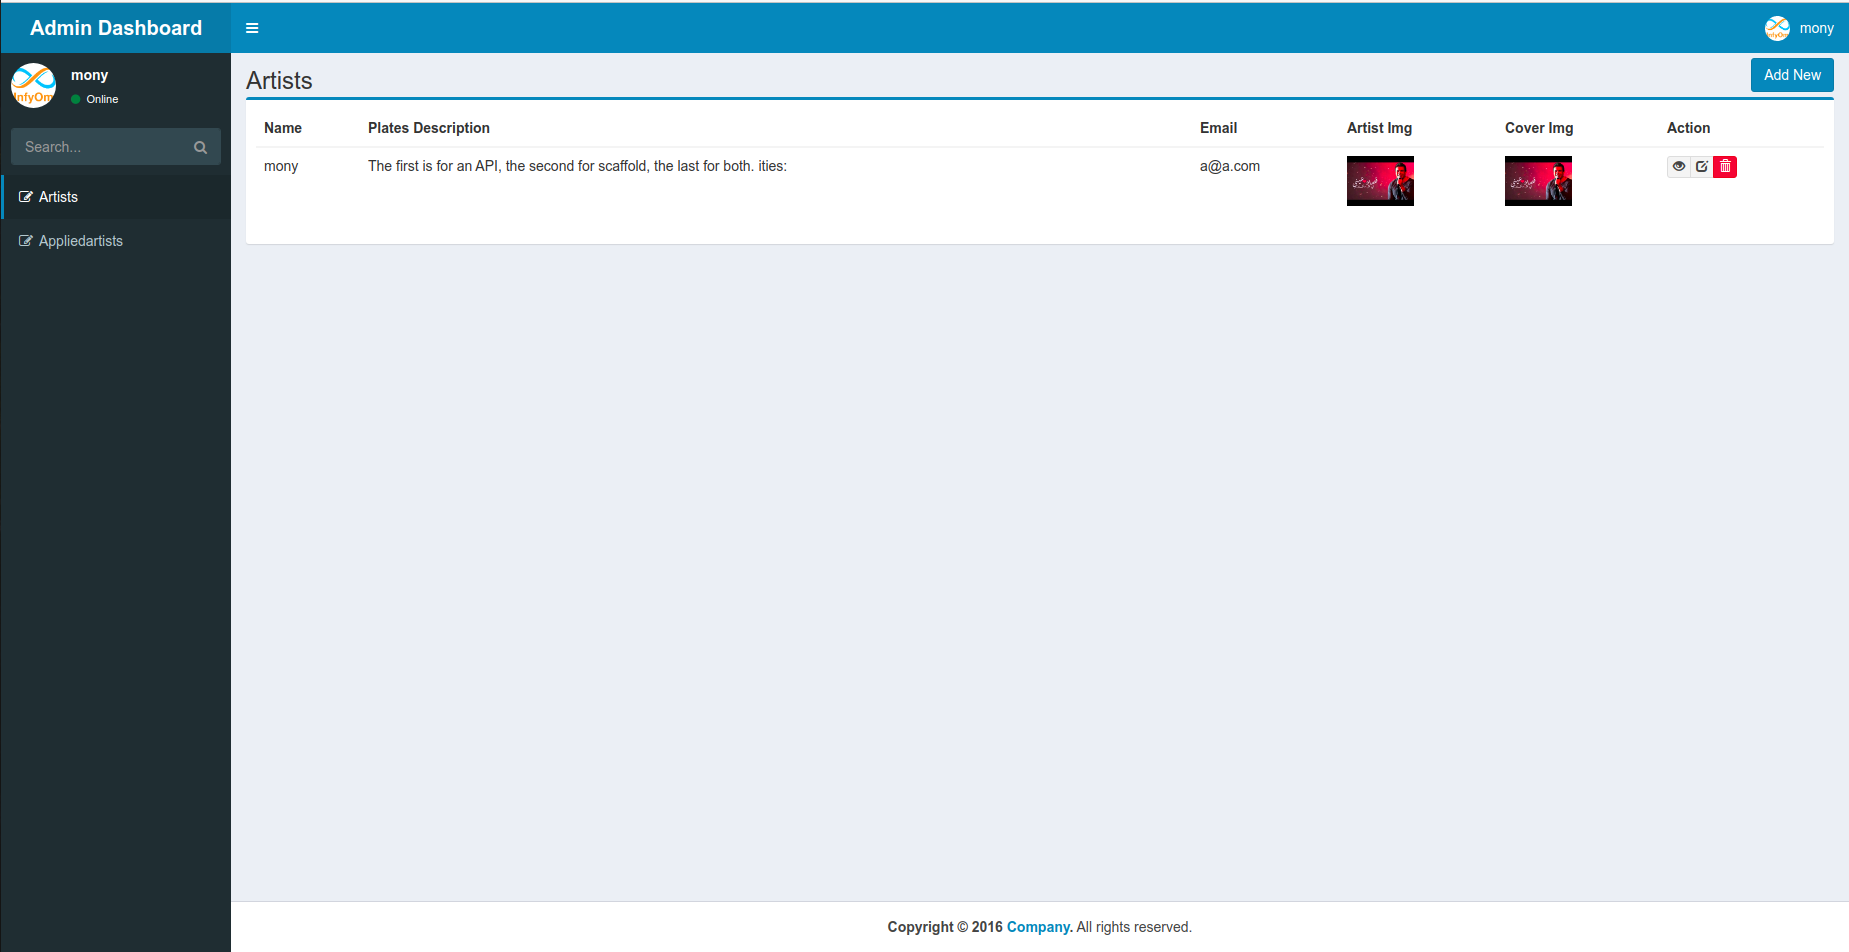 Admin Dashboard
mony
mony
Online
InfyOm
Search...
Artists
Appliedartists
Artists
Add New
Name Plates Description Email Artist Img Cover Img Action
mony The first is for an API, the second for scaffold, the last for both. ities: a@a.com
Copyright © 2016 Company. All rights reserved.